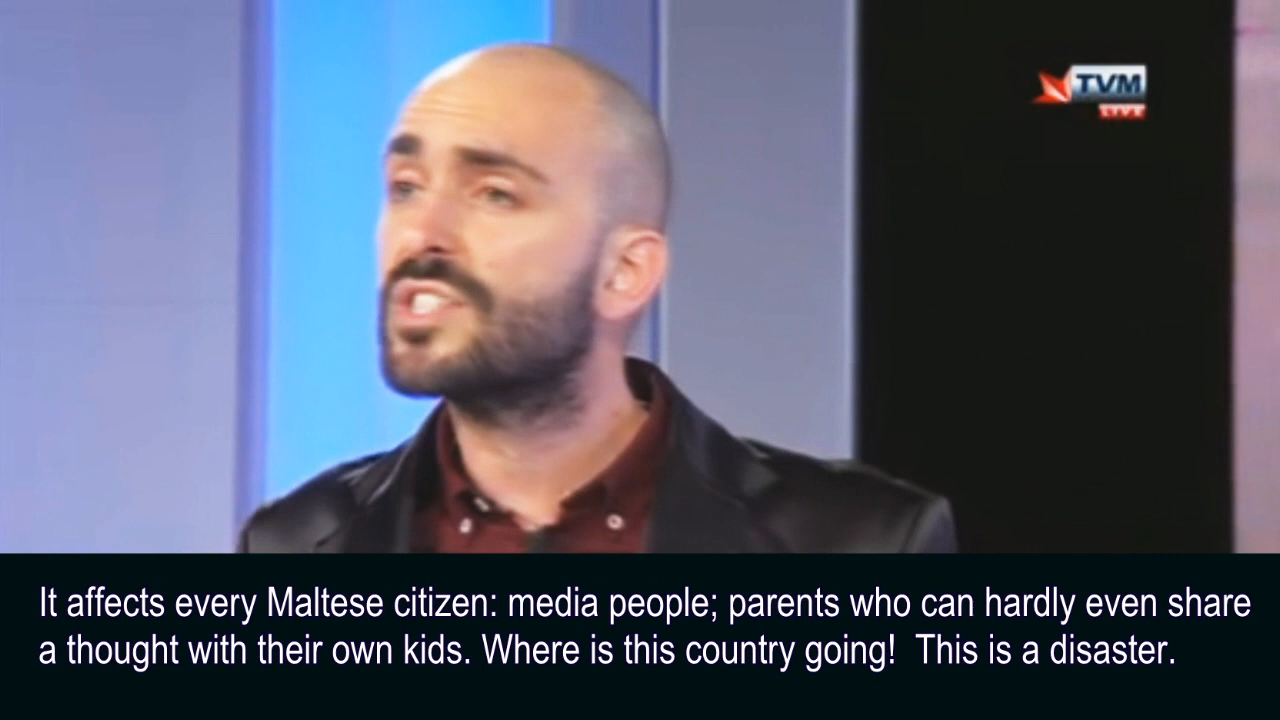 TVM
LIVE
It affects every Maltese citizen: media people; parents who can hardly even share
a thought with their own kids. Where is this country going!  This is a disaster.